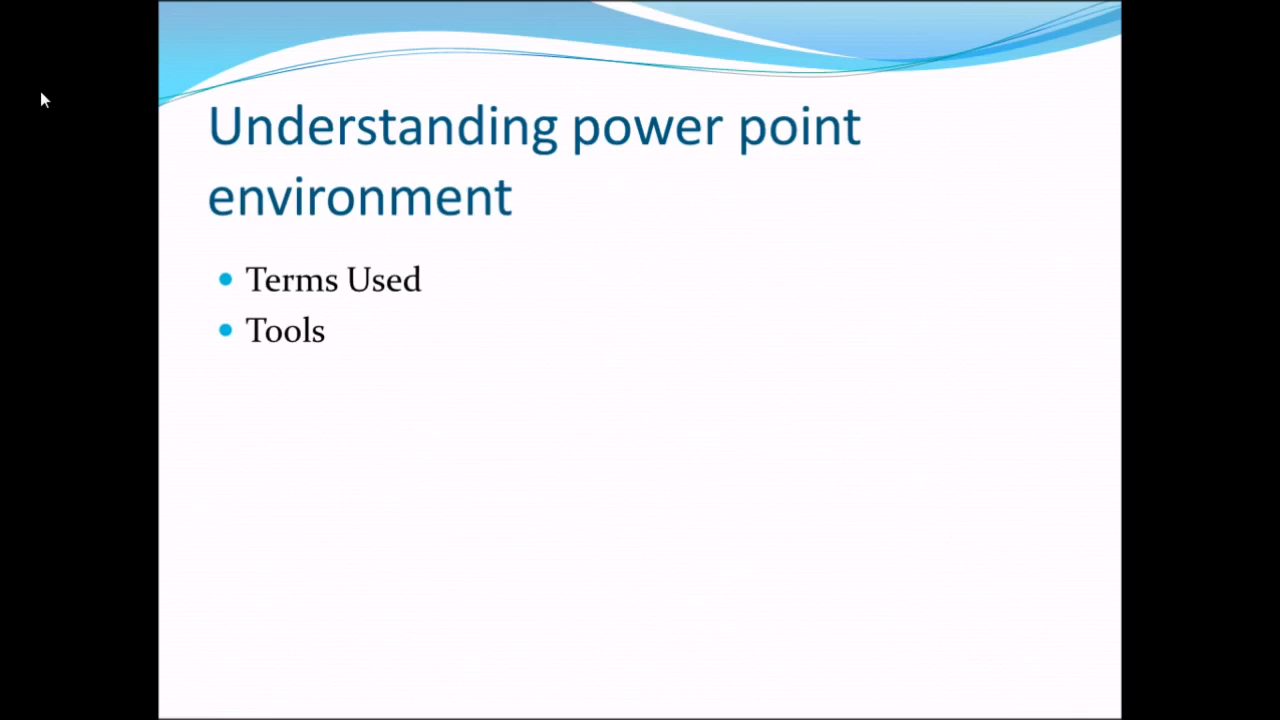 Understanding power point
environment
Terms Used
Tools